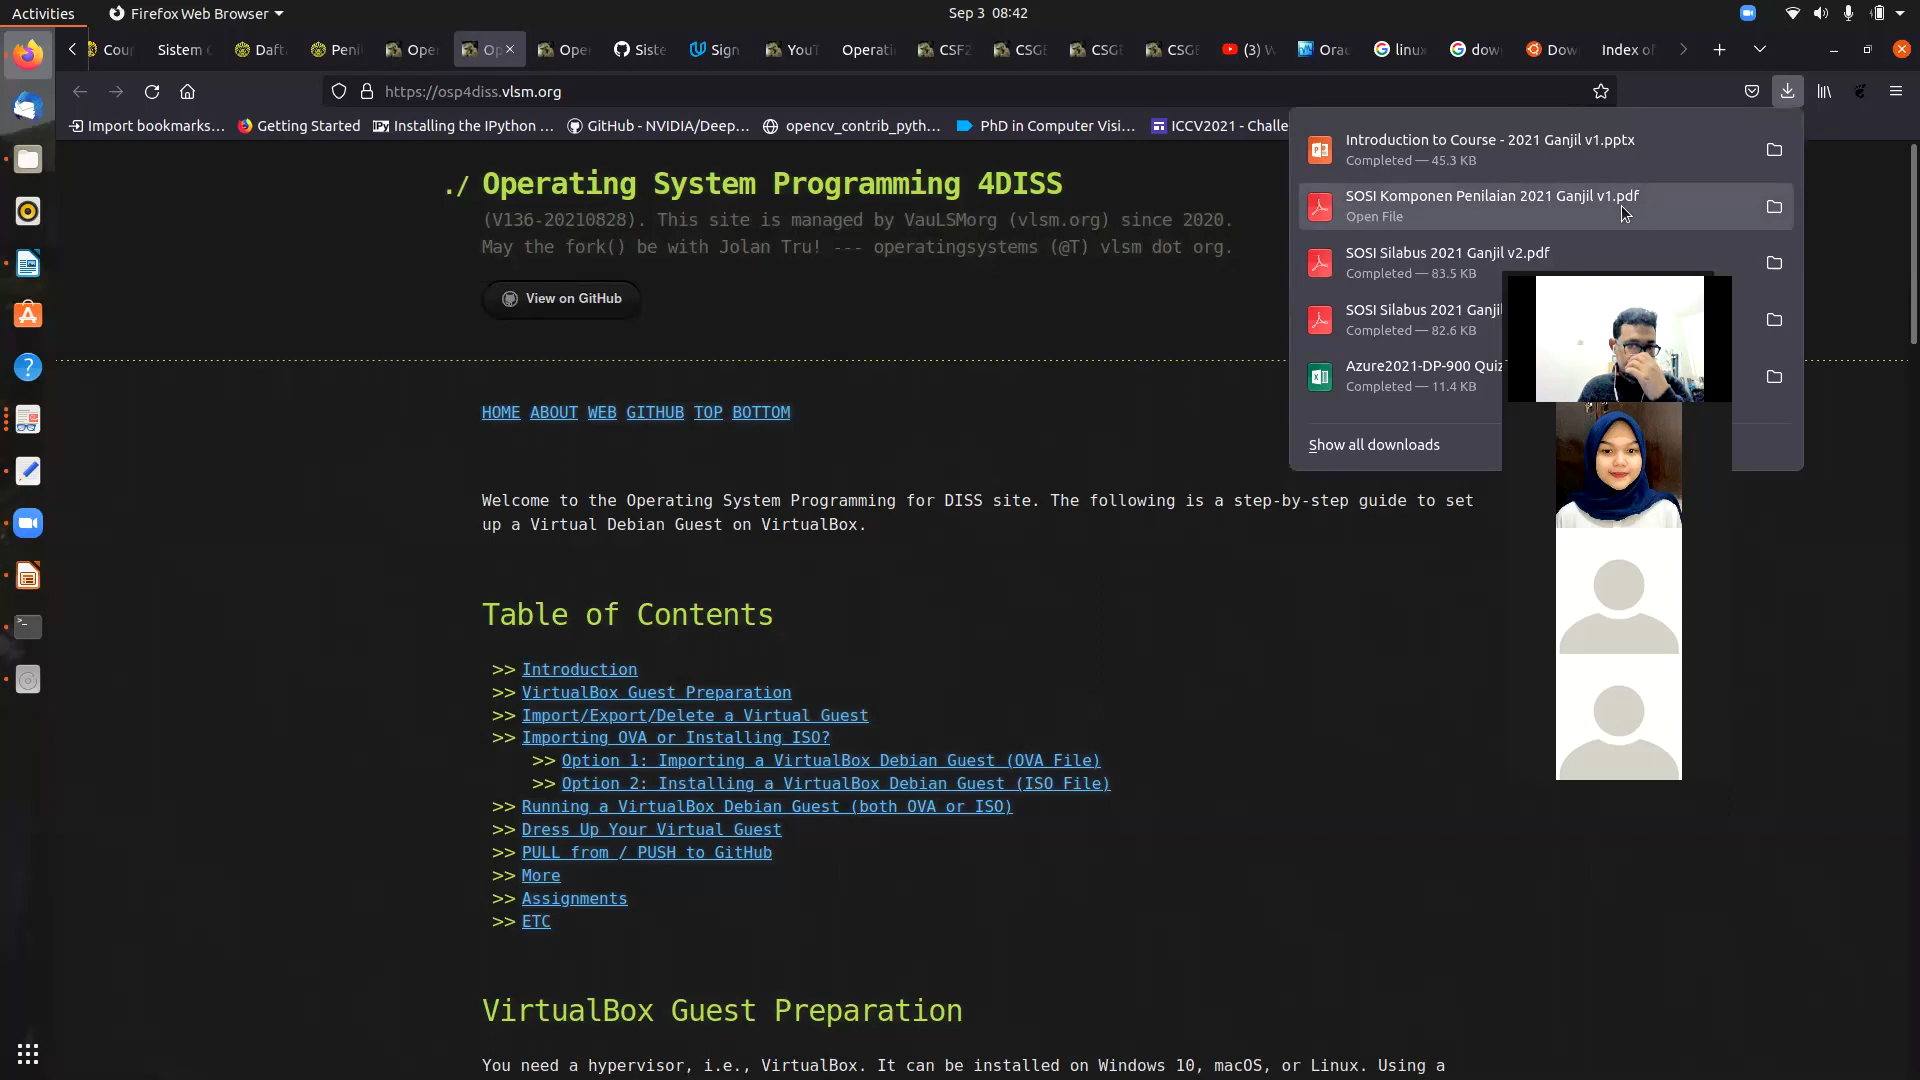 Activities
Firefox Web Browser
Sep 3 08:42
Cou
Sistem
Dafta
Peni
Ope
Op
Ope
Siste
Sign
YouT
Operati
CSF2
CSGE
CSGE
CSGE
(3) W
Orac
linux
dow
Dow
Index of
https://osp4diss.vlsm.org
Import bookmarks...
Getting Started
Installing the IPython ...
GitHub - NVIDIA/Deep...
opencv_contrib_pyth...
PhD in Computer Visi...
ICCV2021 - Challe
Introduction to Course - 2021 Ganjil v1.pptx
Completed — 45.3 KB
SOSI Komponen Penilaian 2021 Ganjil v1.pdf
Open File
SOSI Silabus 2021 Ganjil v2.pdf
Completed — 83.5 KB
SOSI Silabus 2021 Ganjil
Completed — 82.6 KB
Azure2021-DP-900 Quiz
Completed — 11.4 KB
Show all downloads
./ Operating System Programming 4DISS
(V136-20210828). This site is managed by VauLSMorg (vlsm.org) since 2020.
May the fork() be with Jolan Tru! --- operatingsystems (@T) vlsm dot org.
View on GitHub
HOME ABOUT WEB GITHUB TOP BOTTOM
Welcome to the Operating System Programming for DISS site. The following is a step-by-step guide to set
up a Virtual Debian Guest on VirtualBox.
Table of Contents
>> Introduction
>> VirtualBox Guest Preparation
>> Import/Export/Delete a Virtual Guest
>> Importing OVA or Installing ISO?
>> Option 1: Importing a VirtualBox Debian Guest (OVA File)
>> Option 2: Installing a VirtualBox Debian Guest (ISO File)
>> Running a VirtualBox Debian Guest (both OVA or ISO)
>> Dress Up Your Virtual Guest
>> PULL from / PUSH to GitHub
>> More
>> Assignments
>> ETC
VirtualBox Guest Preparation
You need a hypervisor, i.e., VirtualBox. It can be installed on Windows 10, macOS, or Linux. Using a